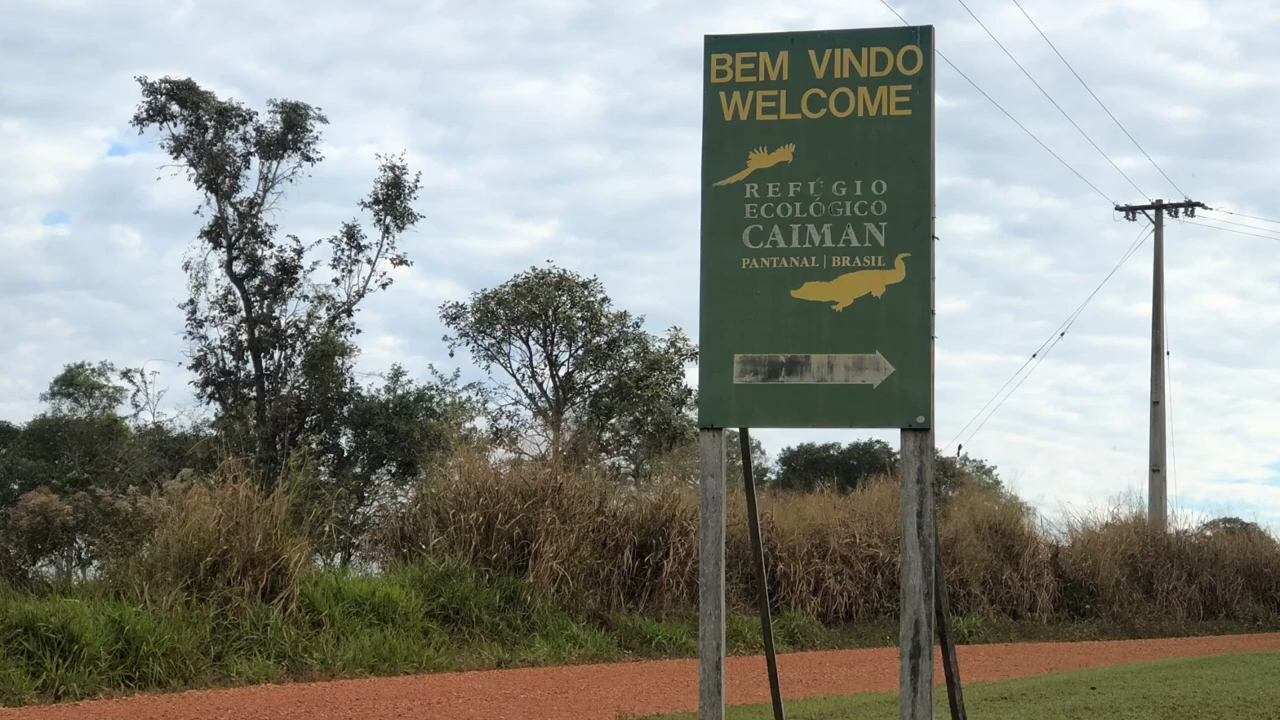 BEM VINDO
WELCOME
REFÚGIO
ECOLÓGICO
CAIMAN
PANTANAL | BRASIL